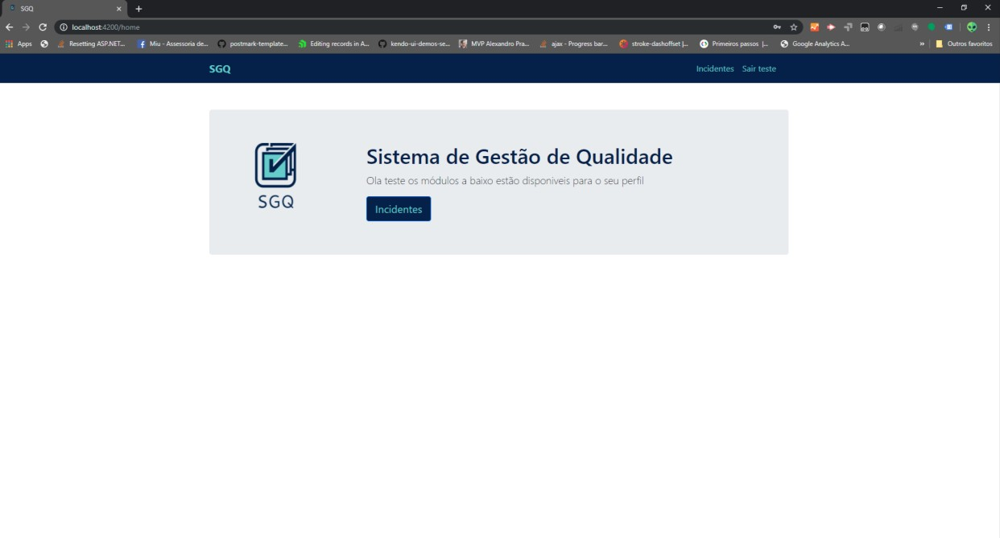 SGQ
localhost:4200/home
Apps
Resetting ASP.NET...
Miu - Assessoria de...
postmark-template...
Editing records in A...
kendo-ui-demos-se...
MVP Alexandro Pra...
ajax - Progress bar...
stroke-dashoffset |...
Primeiros passos |...
Google Analytics A...
Outros favoritos
SGQ
Incidentes
Sair teste
SGQ
Sistema de Gestão de Qualidade
Ola teste os módulos a baixo estão disponiveis para o seu perfil
Incidentes